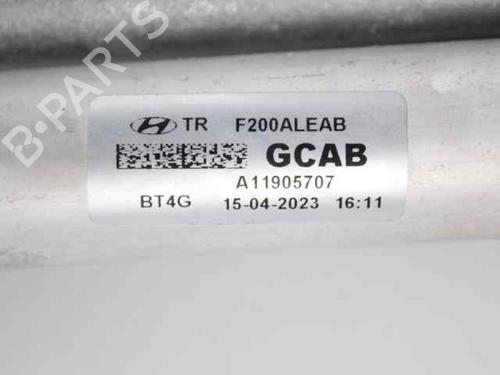 B-PARTS
TR F200ALEAB
GCAB
A11905707
BT4G 15-04-2023 16:11